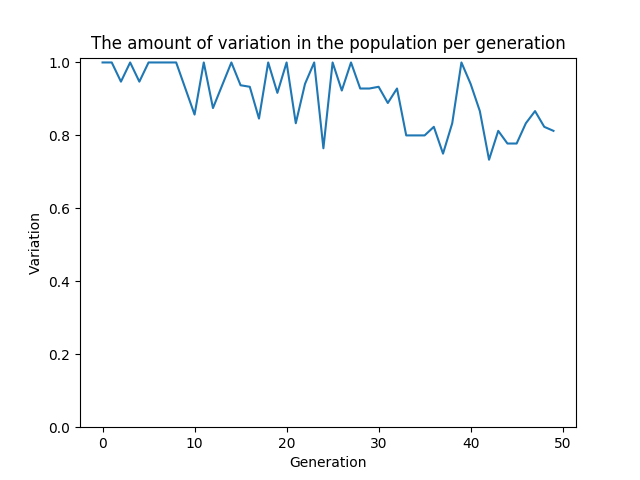 The amount of variation in the population per generation
1.0
0.8
0.6
0.4
0.2
0.0
Variation
0 10 20 30 40 50
Generation